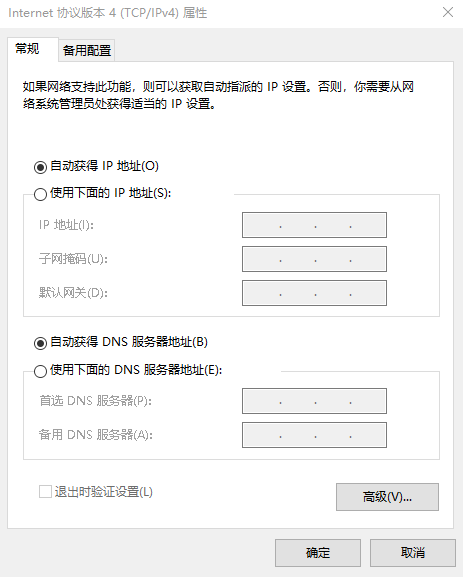 Internet 协议版本 4 (TCP/IPv4) 属性
常规
备用配置
如果网络支持此功能，则可以获取自动指派的 IP 设置。否则，你需要从网
络系统管理员处获得适当的 IP 设置。
自动获得 IP 地址(O)
使用下面的 IP 地址(S):
IP 地址(I):
子网掩码(U):
默认网关(D):
自动获得 DNS 服务器地址(B)
使用下面的 DNS 服务器地址(E):
首选 DNS 服务器(P):
备用 DNS 服务器(A):
退出时验证设置(L)
高级(V)...
确定
取消